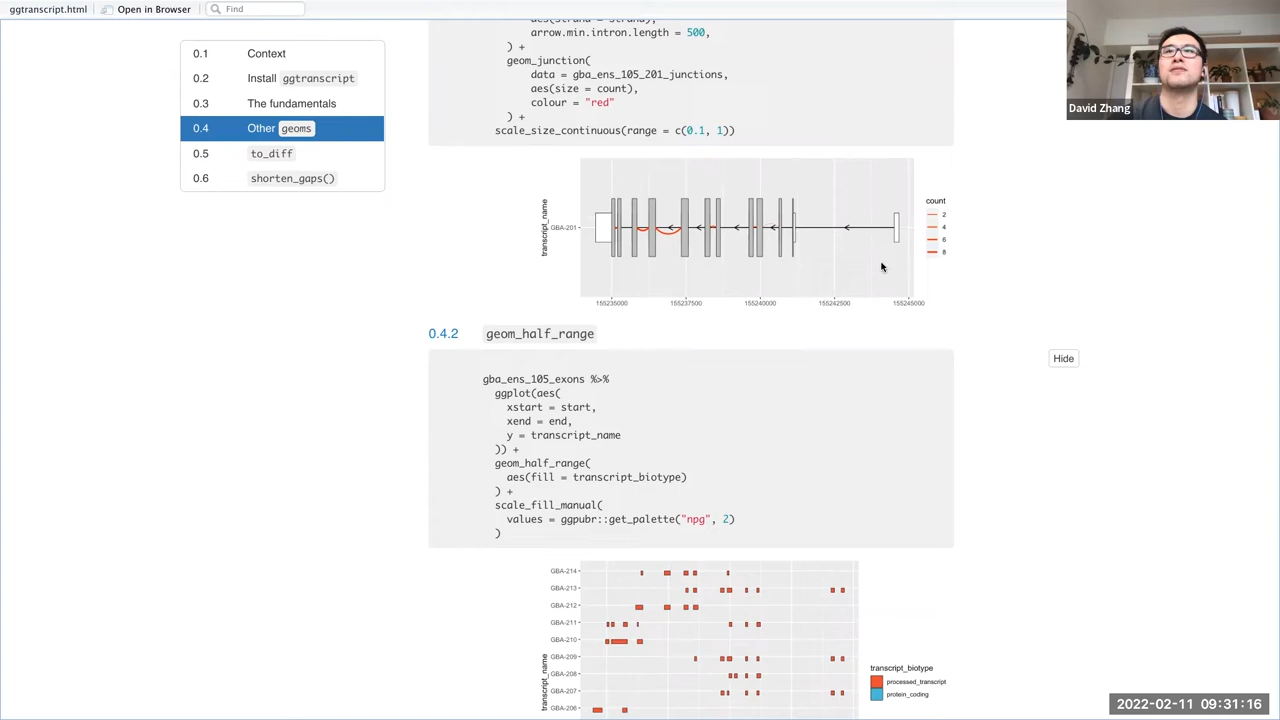 ggtranscript.html
Open in Browser
Find
0.1 Context
0.2 Install ggtranscript
0.3 The fundamentals
0.4 Other geoms
0.5 to_diff
0.6 shorten_gaps()
David Zhang
aes(strand = strand),
arrow.min.intron.length = 500,
) +
geom_junction(
data = gba_ens_105_201_junctions,
aes(size = count),
colour = "red"
) +
scale_size_continuous(range = c(0.1, 1))
transcript_name
GBA-201
count
2
4
6
8
155235000 155237500 155240000 155242500 155245000
0.4.2 geom_half_range
Hide
gba_ens_105_exons %>%
ggplot(aes(
xstart = start,
xend = end,
y = transcript_name
)) +
geom_half_range(
aes(fill = transcript_biotype)
) +
scale_fill_manual(
values = ggpubr::get_palette("npg", 2)
)
GBA-214
GBA-213
GBA-212
GBA-211
GBA-210
GBA-209
GBA-208
GBA-207
GBA-206
transcript_name
transcript_biotype
processed_transcript
protein_coding
2022-02-11 09:31:16